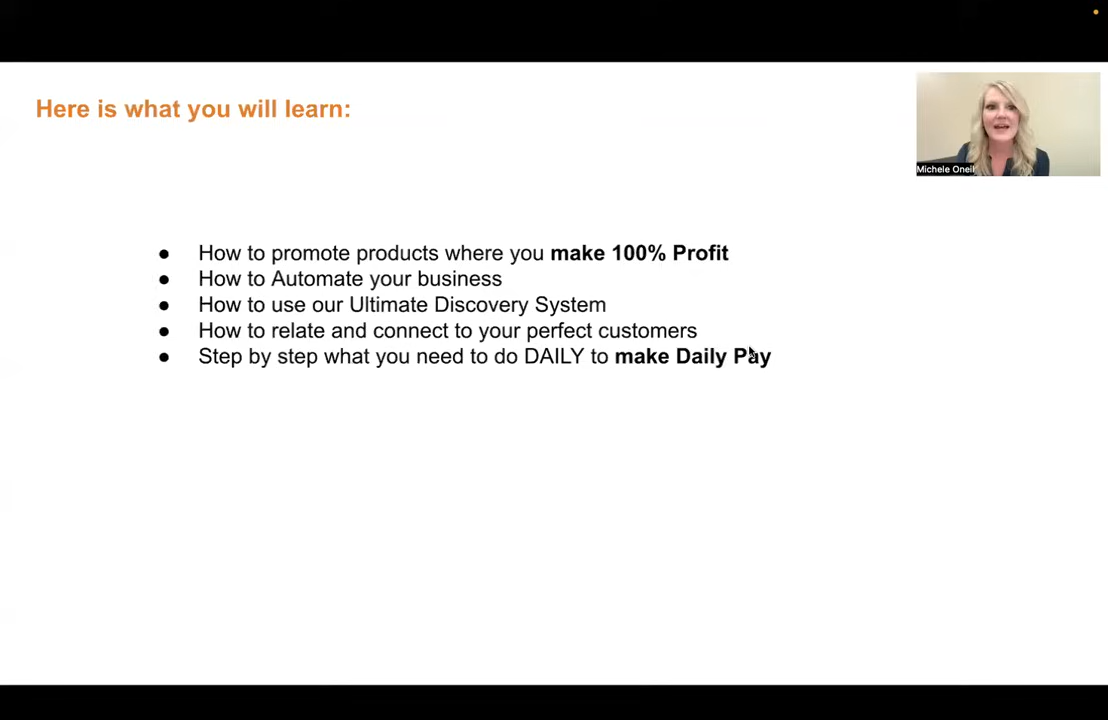 Here is what you will learn:
Michele Oneil
● How to promote products where you make 100% Profit
● How to Automate your business
● How to use our Ultimate Discovery System
● How to relate and connect to your perfect customers
● Step by step what you need to do DAILY to make Daily Pay